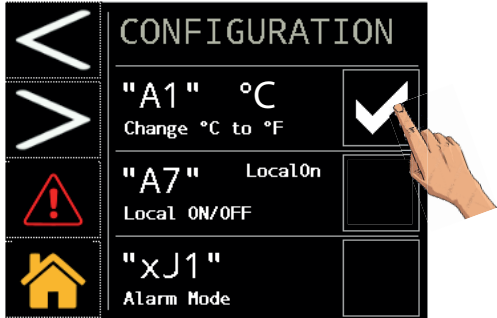 CONFIGURATION
"A1" °C
Change °C to °F
"A7" LocalOn
Local ON/OFF
"xJ1"
Alarm Mode